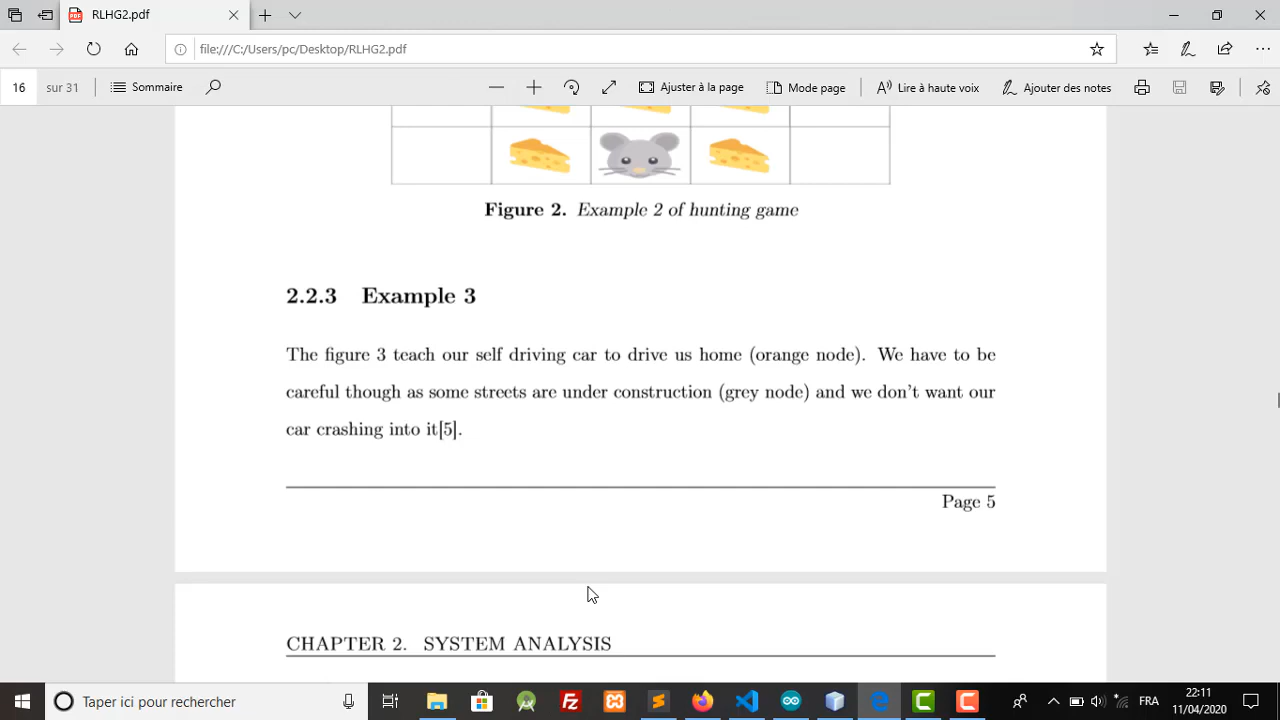 RLHG2.pdf
file:///C:/Users/pc/Desktop/RLHG2.pdf
16 sur 31 Sommaire Ajuster à la page Mode page Lire à haute voix Ajouter des notes
Figure 2. Example 2 of hunting game
2.2.3 Example 3
The figure 3 teach our self driving car to drive us home (orange node). We have to be
careful though as some streets are under construction (grey node) and we don't want our
car crashing into it[5].
Page 5
CHAPTER 2. SYSTEM ANALYSIS
Taper ici pour rechercher FRA 22:11
11/04/2020